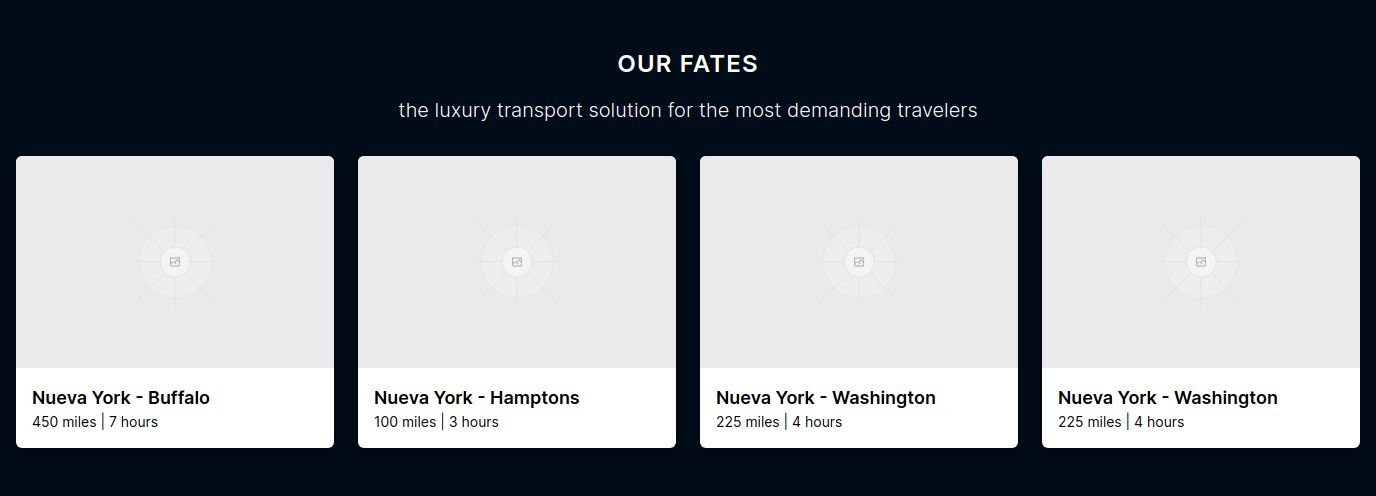 OUR FATES
the luxury transport solution for the most demanding travelers
Nueva York - Buffalo
450 miles | 7 hours
Nueva York - Hamptons
100 miles | 3 hours
Nueva York - Washington
225 miles | 4 hours
Nueva York - Washington
225 miles | 4 hours